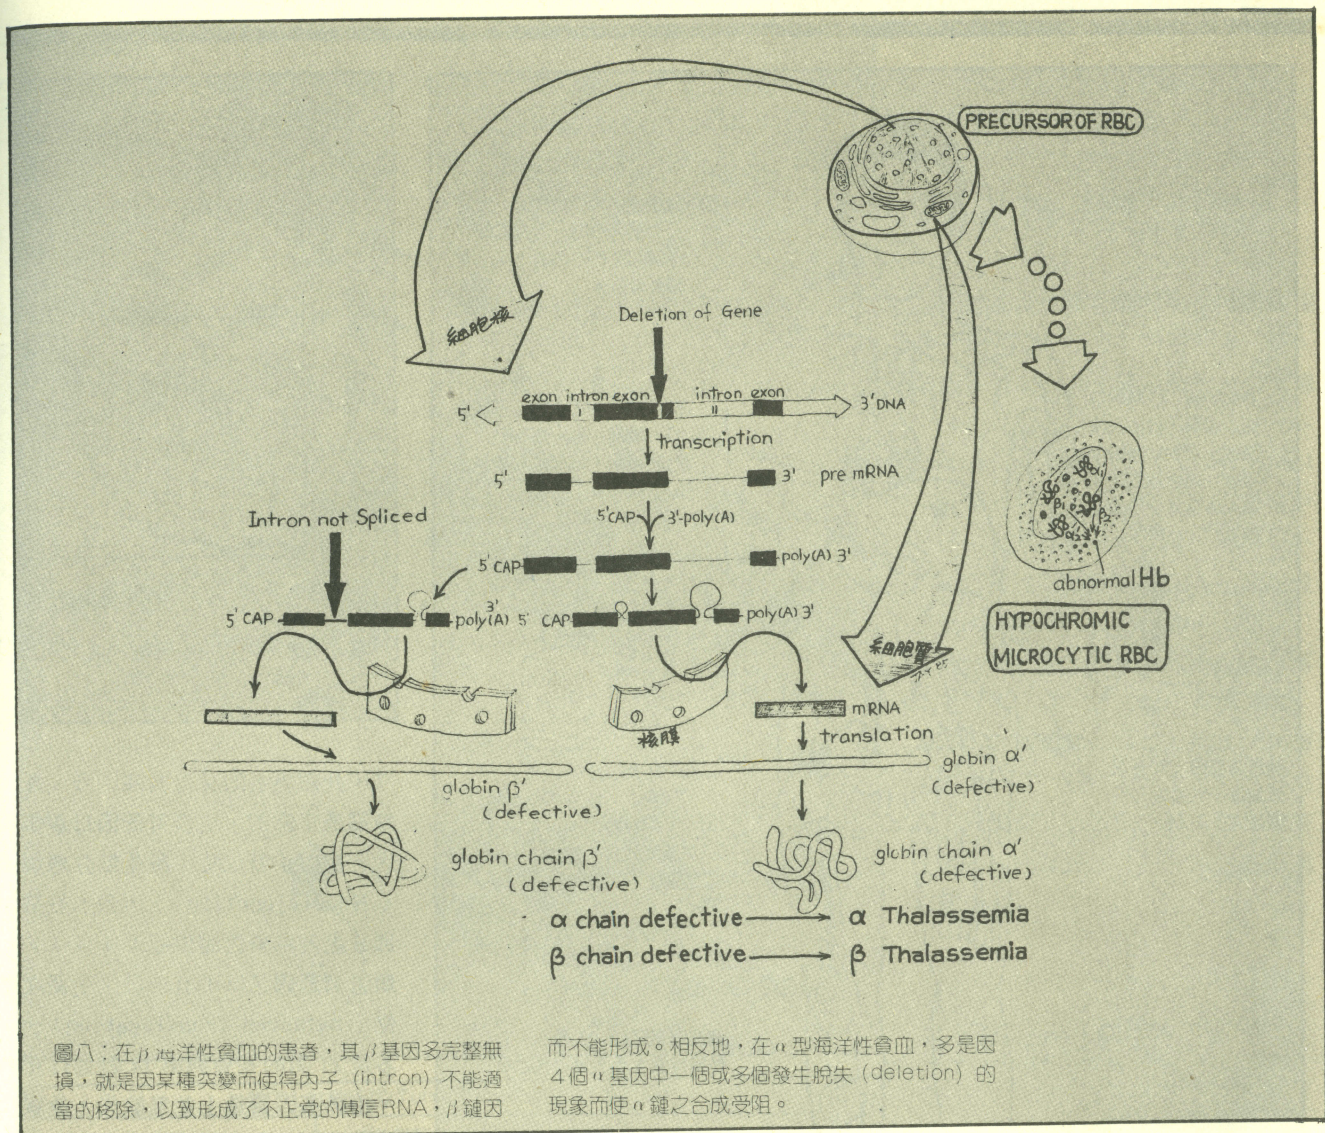 PRECURSOR OF RBC
細胞核
Deletion of Gene
exon intron exon intron exon
5' I II 3' DNA
transcription
5' 3' pre mRNA
5'CAP 3'-poly(A)
Intron not Spliced
5' CAP poly(A) 3'
5' CAP poly(A) 3'
5' CAP poly(A) 3'
abnormal Hb
HYPOCHROMIC
MICROCYTIC RBC
細胞質
核膜
mRNA
translation
globin β'
(defective)
globin α'
(defective)
globin chain β'
(defective)
globin chain α'
(defective)
α chain defective α Thalassemia
β chain defective β Thalassemia
圖八：在β海洋性貧血的患者，其β基因多完整無
損，就是因某種突變而使得內子 (intron) 不能適
當的移除，以致形成了不正常的傳信RNA，β鏈因
而不能形成。相反地，在α型海洋性貧血，多是因
4個α基因中一個或多個發生脫失 (deletion) 的
現象而使α鏈之合成受阻。